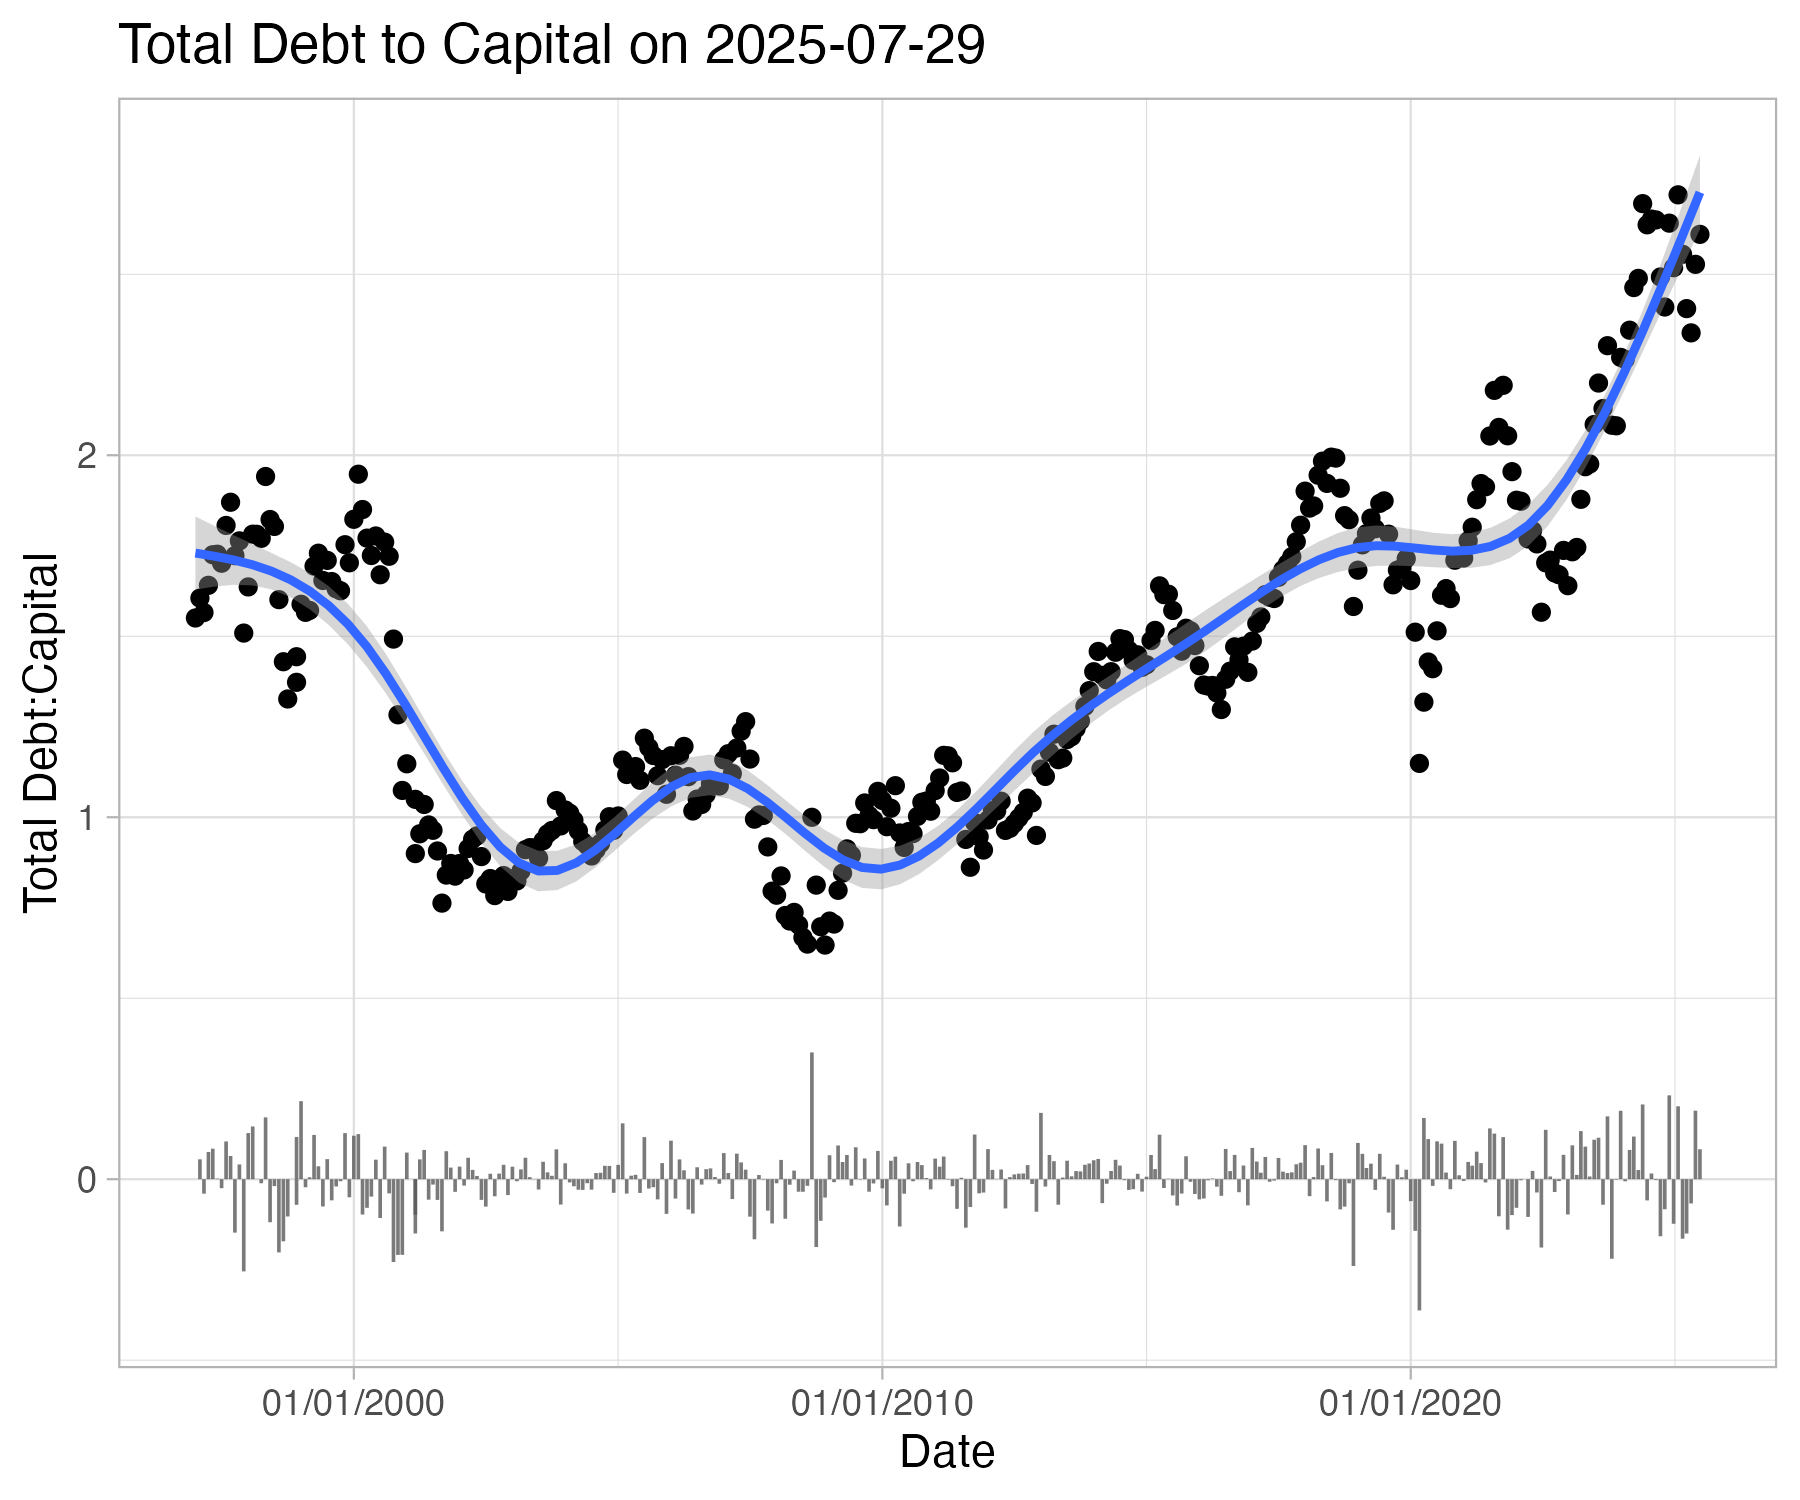 Total Debt to Capital on 2025-07-29
Total Debt:Capital
2
1
0
01/01/2000
01/01/2010
01/01/2020
Date